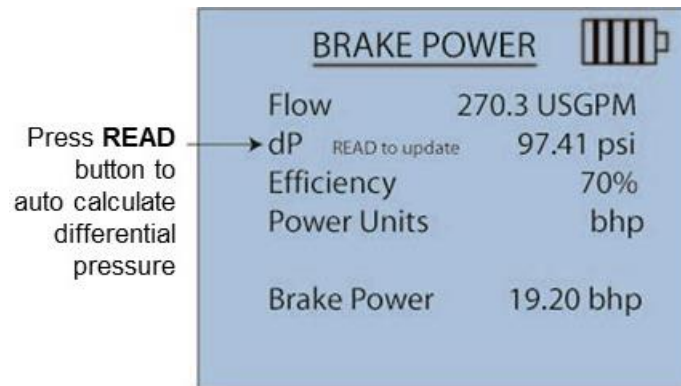 BRAKE POWER
Flow 270.3 USGPM
Press READ
button to
auto calculate
differential
pressure
dP READ to update 97.41 psi
Efficiency 70%
Power Units bhp
Brake Power 19.20 bhp